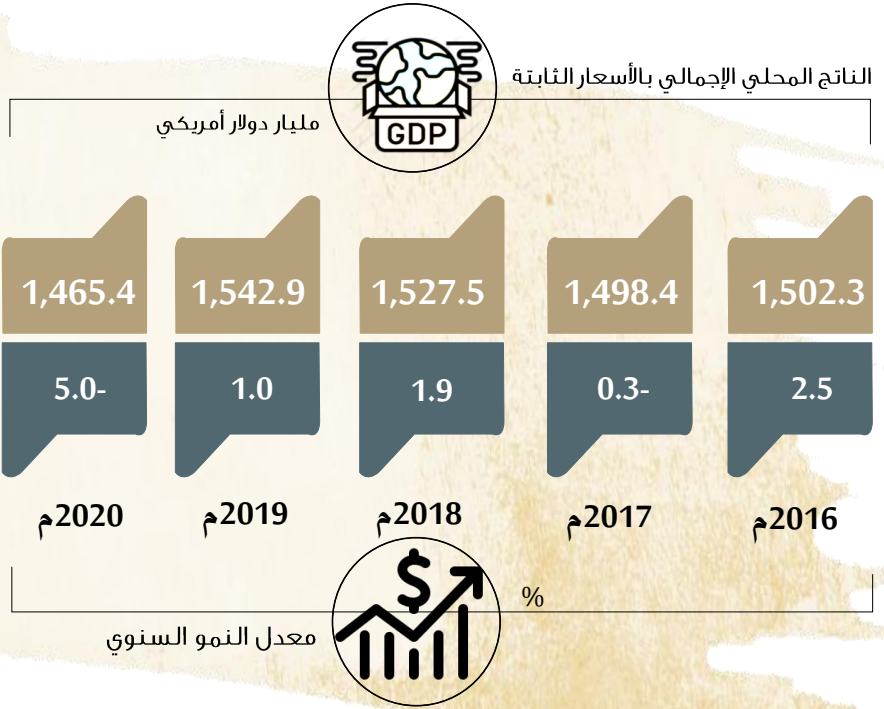 الناتج المحلي الإجمالي بالأسعار الثابتة
مليار دولار أمريكي
GDP
1,502.3 1,498.4 1,527.5 1,542.9 1,465.4
2.5 0.3- 1.9 1.0 5.0-
2016م 2017م 2018م 2019م 2020م
%
معدل النمو السنوي